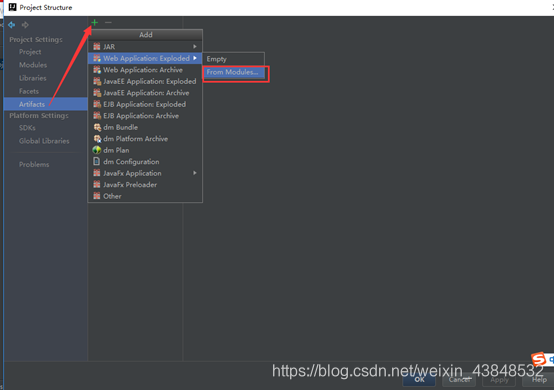 Project Structure
Project Settings
Project
Modules
Libraries
Facets
Artifacts
Platform Settings
SDKs
Global Libraries
Problems
Add
JAR
Web Application: Exploded
Web Application: Archive
JavaEE Application: Exploded
JavaEE Application: Archive
EJB Application: Exploded
EJB Application: Archive
dm Bundle
dm Platform Archive
dm Plan
dm Configuration
JavaFx Application
JavaFx Preloader
Other
Empty
From Modules...
https://blog.csdn.net/weixin_43848532
OK
Cancel
Apply
Help